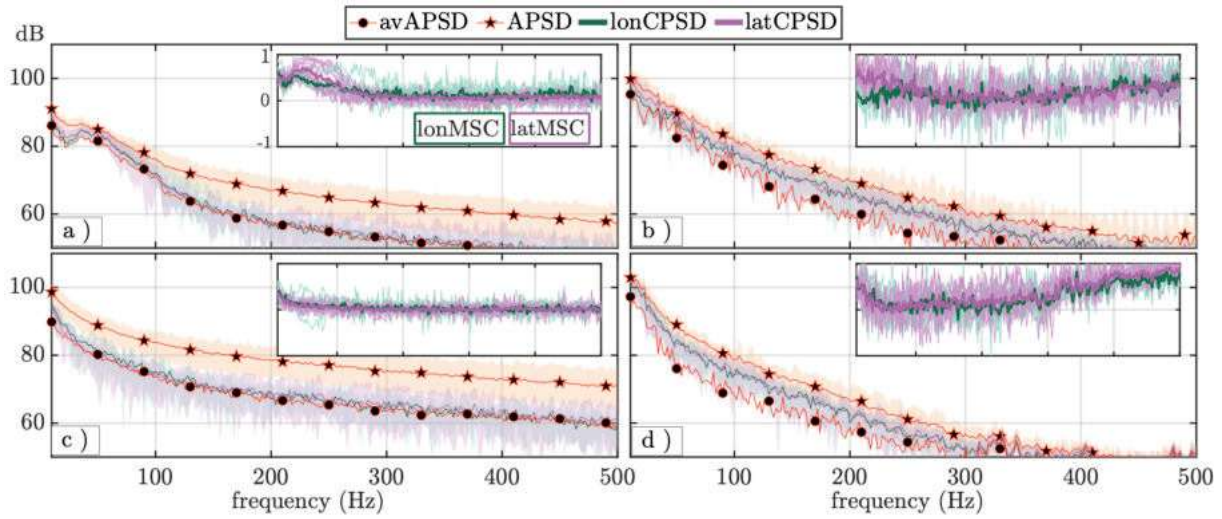 avAPSD APSD lonCPSD latCPSD
dB
100
80
60
1
0
-1
lonMSC latMSC
a )
b )
100
80
60
c )
d )
100 200 300 400 500 100 200 300 400 500
frequency (Hz) frequency (Hz)